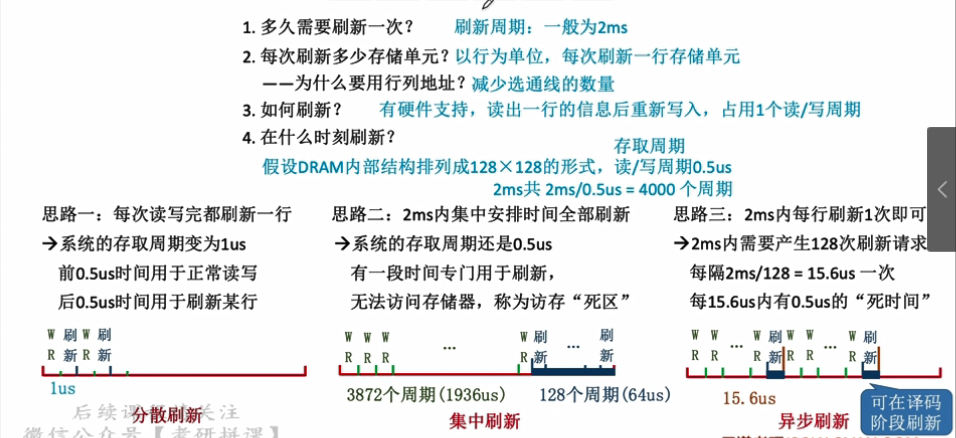 1. 多久需要刷新一次？ 刷新周期：一般为2ms
2. 每次刷新多少存储单元？以行为单位，每次刷新一行存储单元
——为什么要用行列地址？减少选通线的数量
3. 如何刷新？ 有硬件支持，读出一行的信息后重新写入，占用1个读/写周期
4. 在什么时刻刷新？
存取周期
假设DRAM内部结构排列成128×128的形式，读/写周期0.5us
2ms共 2ms/0.5us = 4000 个周期
思路一：每次读写完都刷新一行
→系统的存取周期变为1us
前0.5us时间用于正常读写
后0.5us时间用于刷新某行
W 刷 W 刷
R 新 R 新
1us
分散刷新
思路二：2ms内集中安排时间全部刷新
→系统的存取周期还是0.5us
有一段时间专门用于刷新，
无法访问存储器，称为访存“死区”
W W W ... W 刷 ... 刷
R R R R 新 新
3872个周期(1936us) 128个周期(64us)
集中刷新
思路三：2ms内每行刷新1次即可
→2ms内需要产生128次刷新请求
每隔2ms/128 = 15.6us 一次
每15.6us内有0.5us的“死时间”
W W ... W 刷 W W ... W 刷
R R R 新 R R R 新
15.6us
异步刷新
可在译码
阶段刷新
后续课 关注
微信公众号【考研拼课】